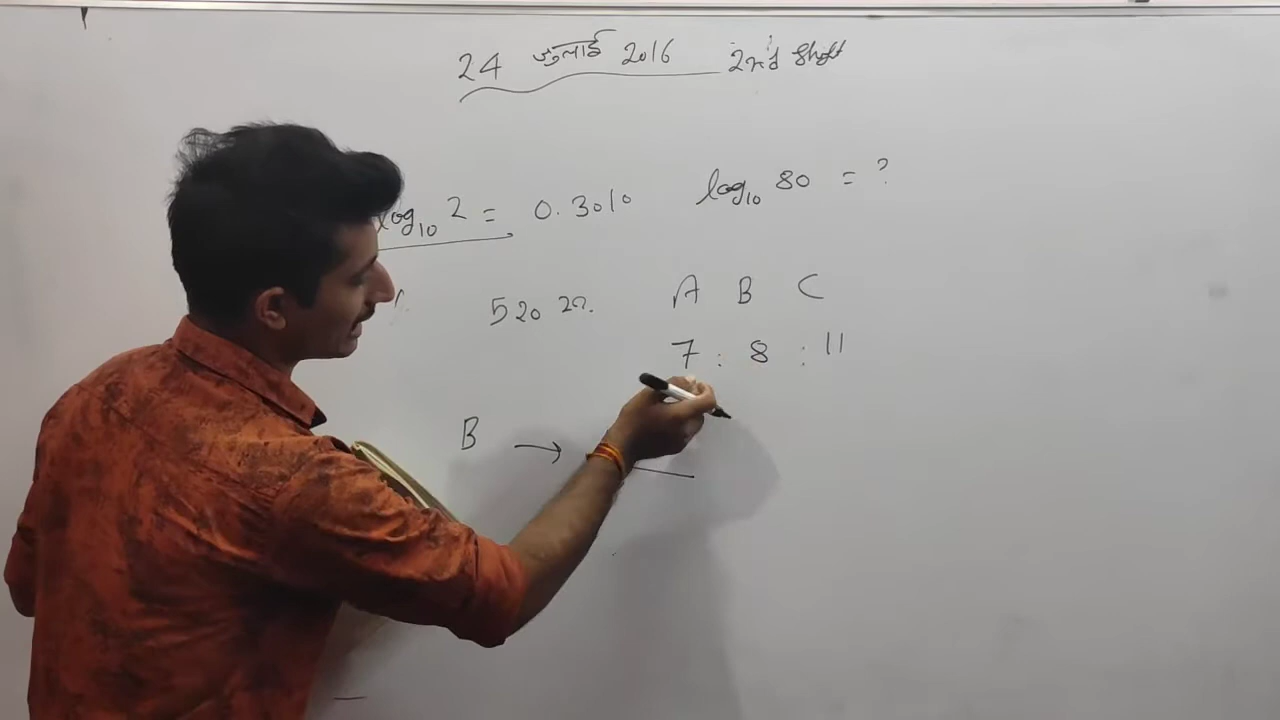 24 जुलाई 2016 2nd Shift
log10 2 = 0.3010 log10 80 = ?
520 A B C
7 : 8 : 11
B →